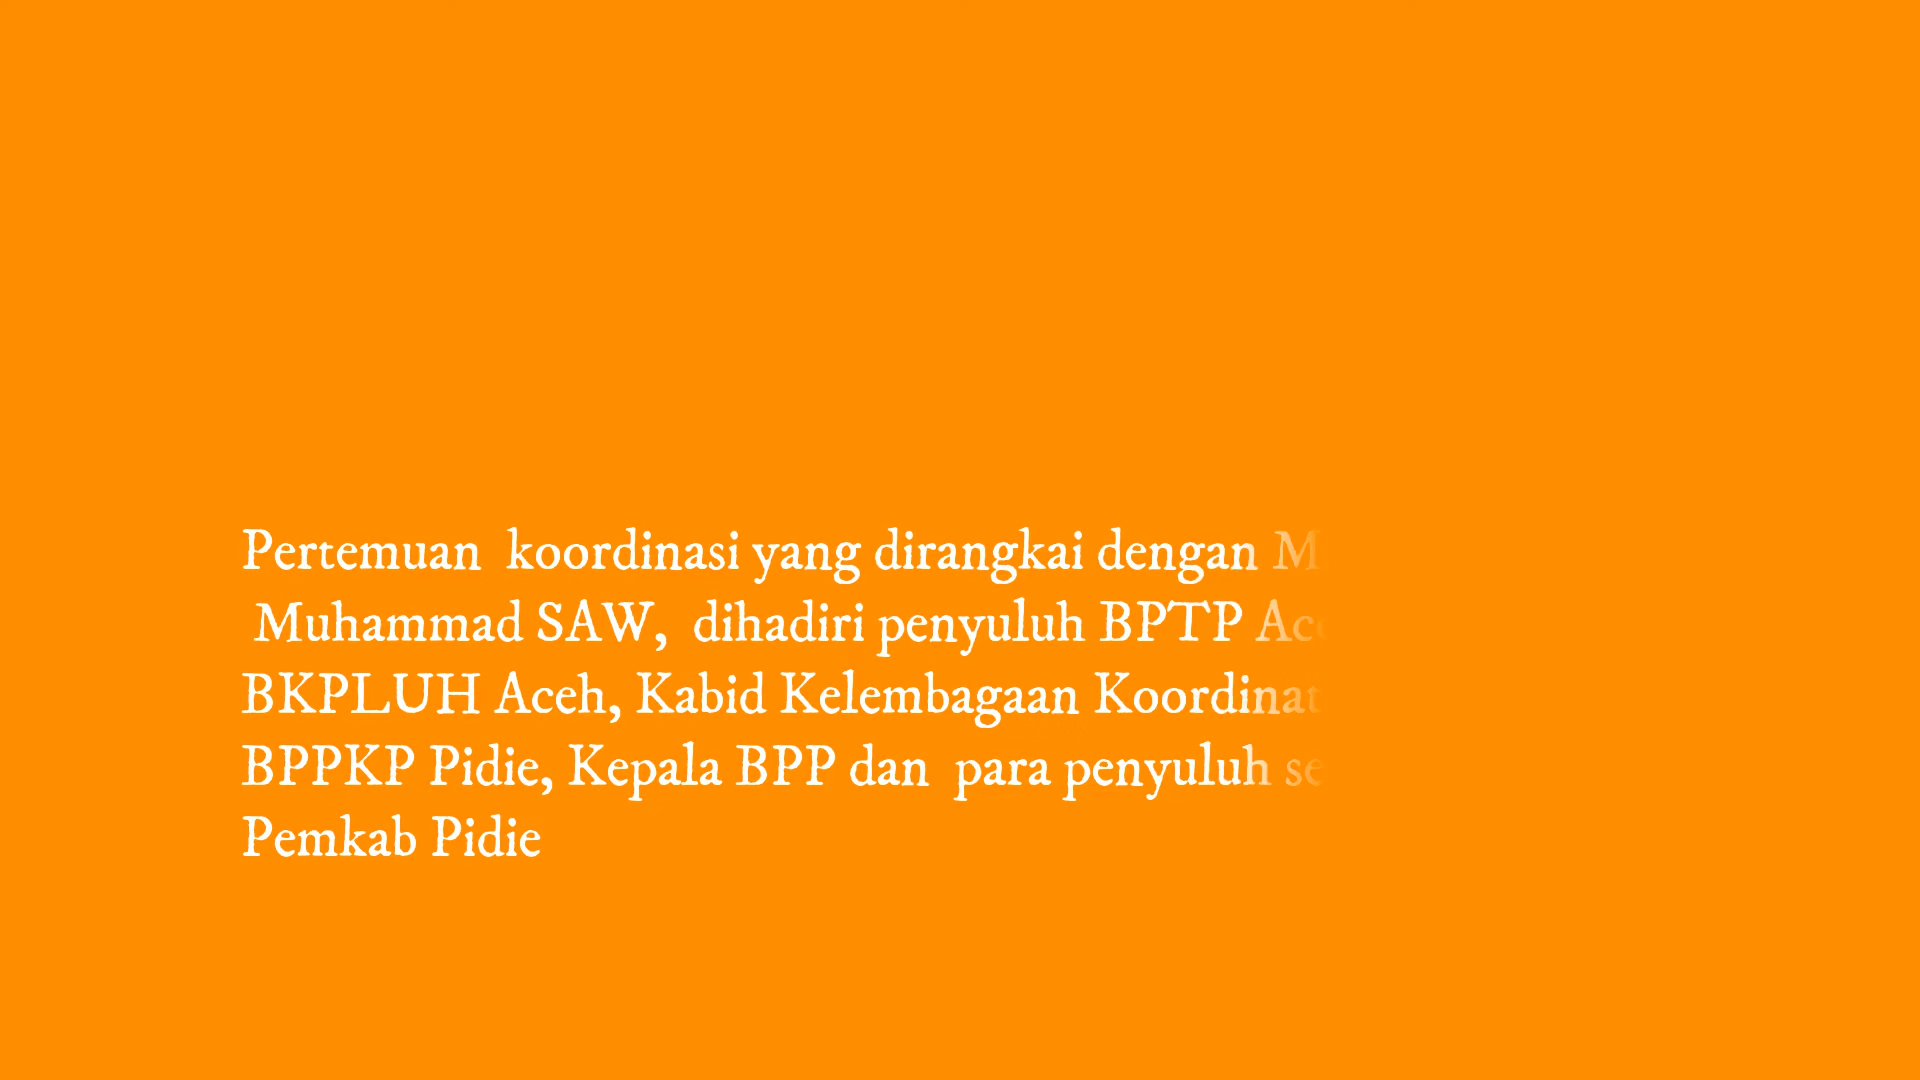 Pertemuan koordinasi yang dirangkai dengan
Muhammad SAW, dihadiri penyuluh BPTP
BKPLUH Aceh, Kabid Kelembagaan
BPPKP Pidie, Kepala BPP dan para penyuluh
Pemkab Pidie